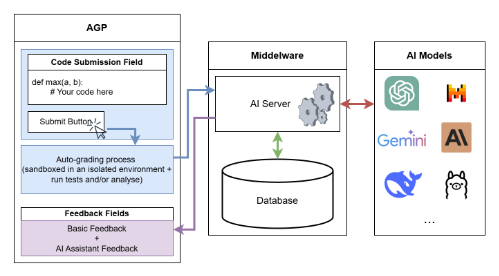 AGP
Code Submission Field
def max(a, b):
# Your code here
Submit Button
Auto-grading process
(sandboxed in an isolated environment +
run tests and/or analyse)
Feedback Fields
Basic Feedback
+
AI Assistant Feedback
Middelware
AI Server
Database
AI Models
Gemini
AI
...